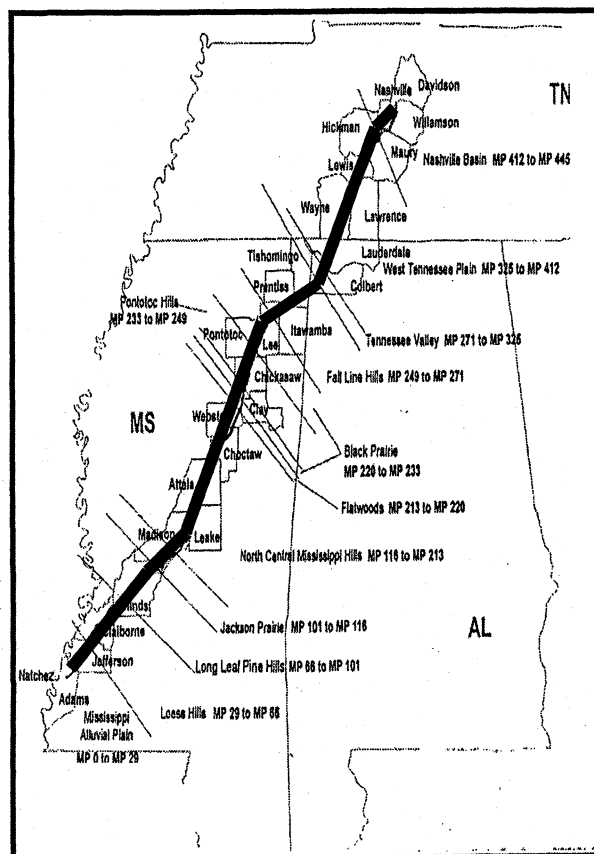 Davidson
Nashville
TN
Hickman
Willamson
Maury
Nashville Basin MP 412 to MP 445
Lewis
Wayne
Lawrence
Lauderdale
Tishomingo
West Tennessee Plain MP 325 to MP 412
Colbert
Prentiss
Pontotoc Hills
MP 233 to MP 249
Itawamba
Pontotoc
Lee
Tennessee Valley MP 271 to MP 325
Chickasaw
Fall Line Hills MP 249 to MP 271
MS
Clay
Webst
Choctaw
Black Prairie
MP 220 to MP 233
Attala
Flatwoods MP 213 to MP 220
Madison
Leake
North Central Mississippi Hills MP 116 to MP 213
inds
Jackson Prairie MP 101 to MP 116
AL
Claiborne
Jefferson
Long Leaf Pine Hills MP 66 to MP 101
Natchez
Adams
Loess Hills MP 29 to MP 66
Mississippi
Alluvial Plain
MP 0 to MP 29